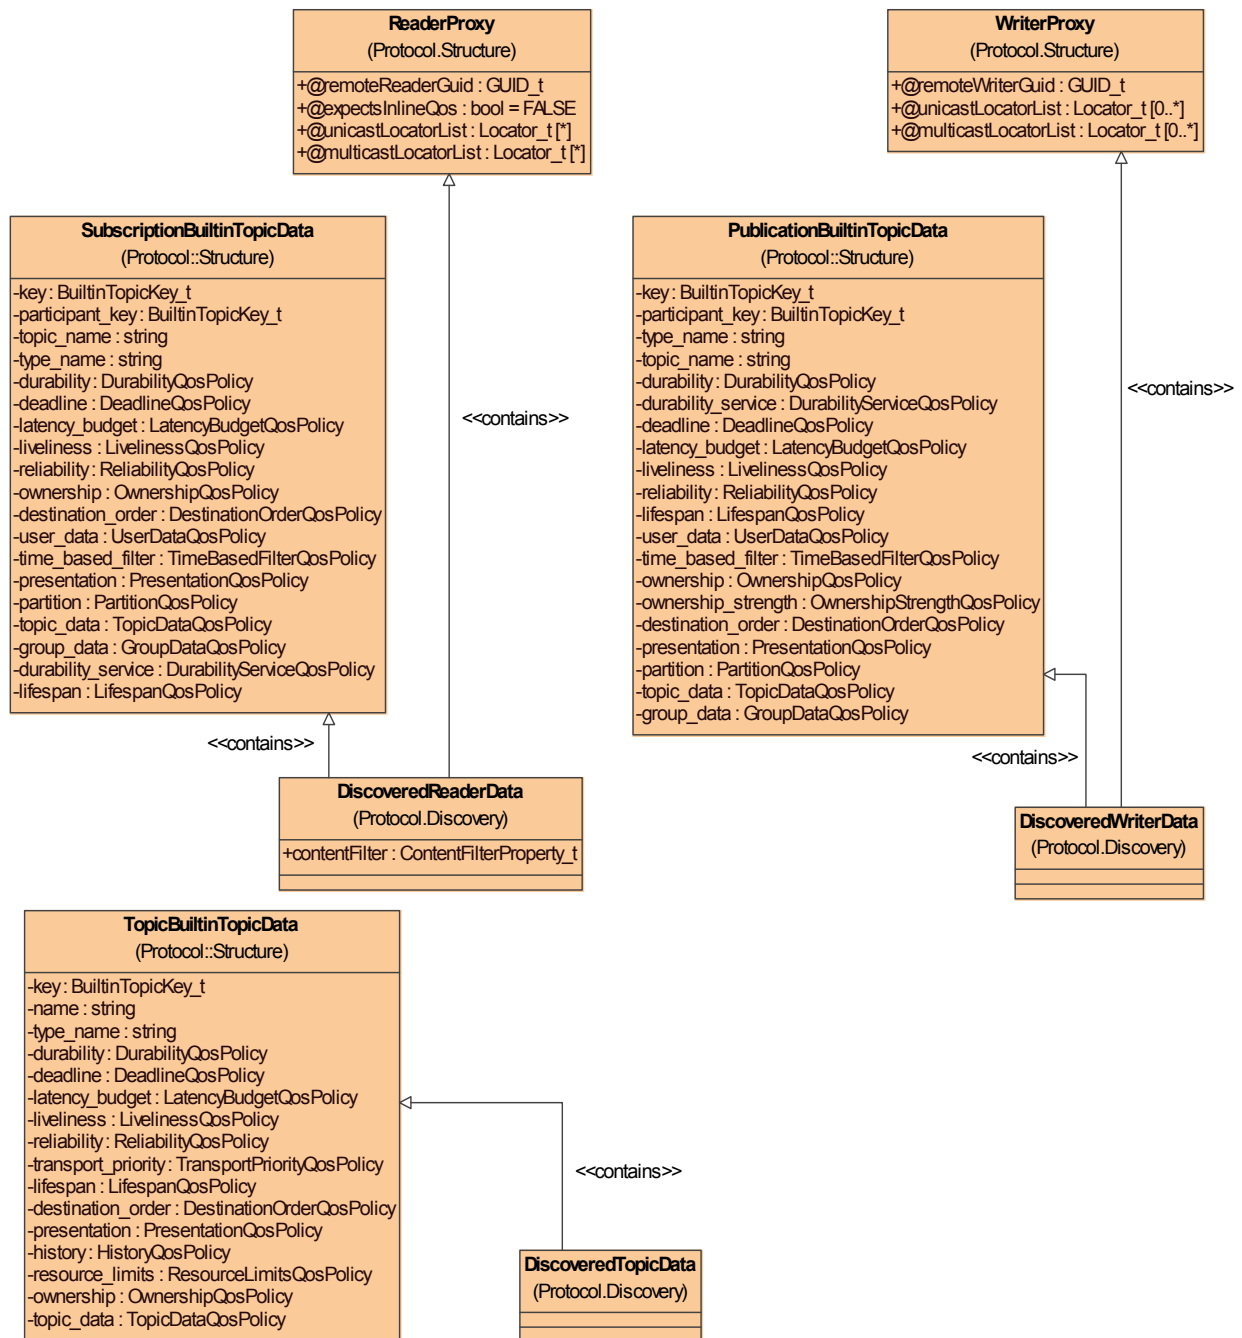 ReaderProxy
(Protocol.Structure)
+@remoteReaderGuid : GUID_t
+@expectsInlineQos : bool = FALSE
+@unicastLocatorList : Locator_t [*]
+@multicastLocatorList : Locator_t [*]
WriterProxy
(Protocol.Structure)
+@remoteWriterGuid : GUID_t
+@unicastLocatorList : Locator_t [0..*]
+@multicastLocatorList : Locator_t [0..*]
SubscriptionBuiltinTopicData
(Protocol::Structure)
-key : BuiltinTopicKey_t
-participant_key : BuiltinTopicKey_t
-topic_name : string
-type_name : string
-durability : DurabilityQosPolicy
-deadline : DeadlineQosPolicy
-latency_budget : LatencyBudgetQosPolicy
-liveliness : LivelinessQosPolicy
-reliability : ReliabilityQosPolicy
-ownership : OwnershipQosPolicy
-destination_order : DestinationOrderQosPolicy
-user_data : UserDataQosPolicy
-time_based_filter : TimeBasedFilterQosPolicy
-presentation : PresentationQosPolicy
-partition : PartitionQosPolicy
-topic_data : TopicDataQosPolicy
-group_data : GroupDataQosPolicy
-durability_service : DurabilityServiceQosPolicy
-lifespan : LifespanQosPolicy
<<contains>>
PublicationBuiltinTopicData
(Protocol::Structure)
-key : BuiltinTopicKey_t
-participant_key : BuiltinTopicKey_t
-type_name : string
-topic_name : string
-durability : DurabilityQosPolicy
-durability_service : DurabilityServiceQosPolicy
-deadline : DeadlineQosPolicy
-latency_budget : LatencyBudgetQosPolicy
-liveliness : LivelinessQosPolicy
-reliability : ReliabilityQosPolicy
-lifespan : LifespanQosPolicy
-user_data : UserDataQosPolicy
-time_based_filter : TimeBasedFilterQosPolicy
-ownership : OwnershipQosPolicy
-ownership_strength : OwnershipStrengthQosPolicy
-destination_order : DestinationOrderQosPolicy
-presentation : PresentationQosPolicy
-partition : PartitionQosPolicy
-topic_data : TopicDataQosPolicy
-group_data : GroupDataQosPolicy
<<contains>>
<<contains>>
<<contains>>
DiscoveredReaderData
(Protocol.Discovery)
+contentFilter : ContentFilterProperty_t
DiscoveredWriterData
(Protocol.Discovery)
TopicBuiltinTopicData
(Protocol::Structure)
-key : BuiltinTopicKey_t
-name : string
-type_name : string
-durability : DurabilityQosPolicy
-deadline : DeadlineQosPolicy
-latency_budget : LatencyBudgetQosPolicy
-liveliness : LivelinessQosPolicy
-reliability : ReliabilityQosPolicy
-transport_priority : TransportPriorityQosPolicy
-lifespan : LifespanQosPolicy
-destination_order : DestinationOrderQosPolicy
-presentation : PresentationQosPolicy
-history : HistoryQosPolicy
-resource_limits : ResourceLimitsQosPolicy
-ownership : OwnershipQosPolicy
-topic_data : TopicDataQosPolicy
<<contains>>
DiscoveredTopicData
(Protocol.Discovery)